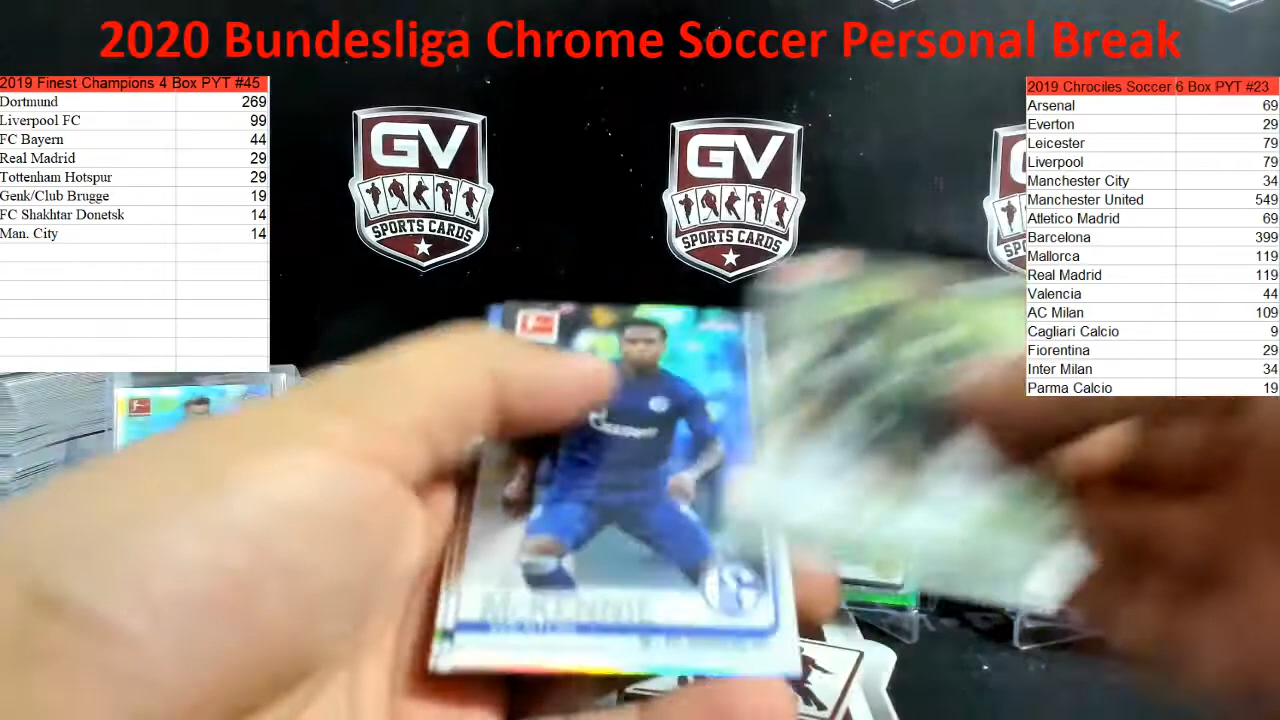 2020 Bundesliga Chrome Soccer Personal Break
2019 Finest Champions 4 Box PYT #45
Dortmund 269
Liverpool FC 99
FC Bayern 44
Real Madrid 29
Tottenham Hotspur 29
Genk/Club Brugge 19
FC Shakhtar Donetsk 14
Man. City 14
2019 Chrociles Soccer 6 Box PYT #23
Arsenal 69
Everton 29
Leicester 79
Liverpool 79
Manchester City 34
Manchester United 549
Atletico Madrid 69
Barcelona 399
Mallorca 119
Real Madrid 119
Valencia 44
AC Milan 109
Cagliari Calcio 9
Fiorentina 29
Inter Milan 34
Parma Calcio 19
GV
SPORTS CARDS
GV
SPORTS CARDS
MCKENNIE